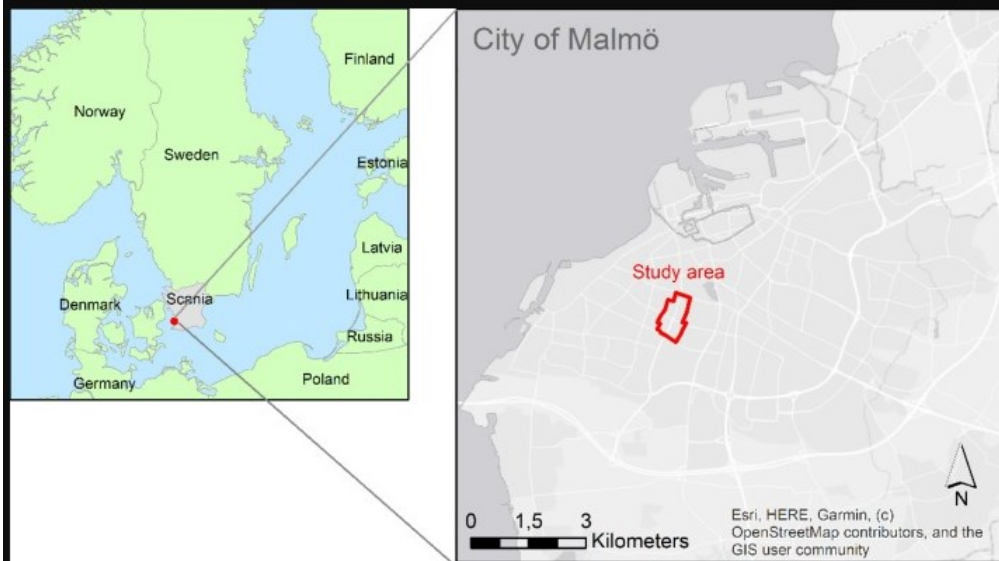 Finland
Norway
Sweden
Estonia
Latvia
Scania
Denmark
Lithuania
Russia
Germany
Poland
City of Malmö
Study area
N
0 1,5 3
Kilometers
Esri, HERE, Garmin, (c)
OpenStreetMap contributors, and the
GIS user community